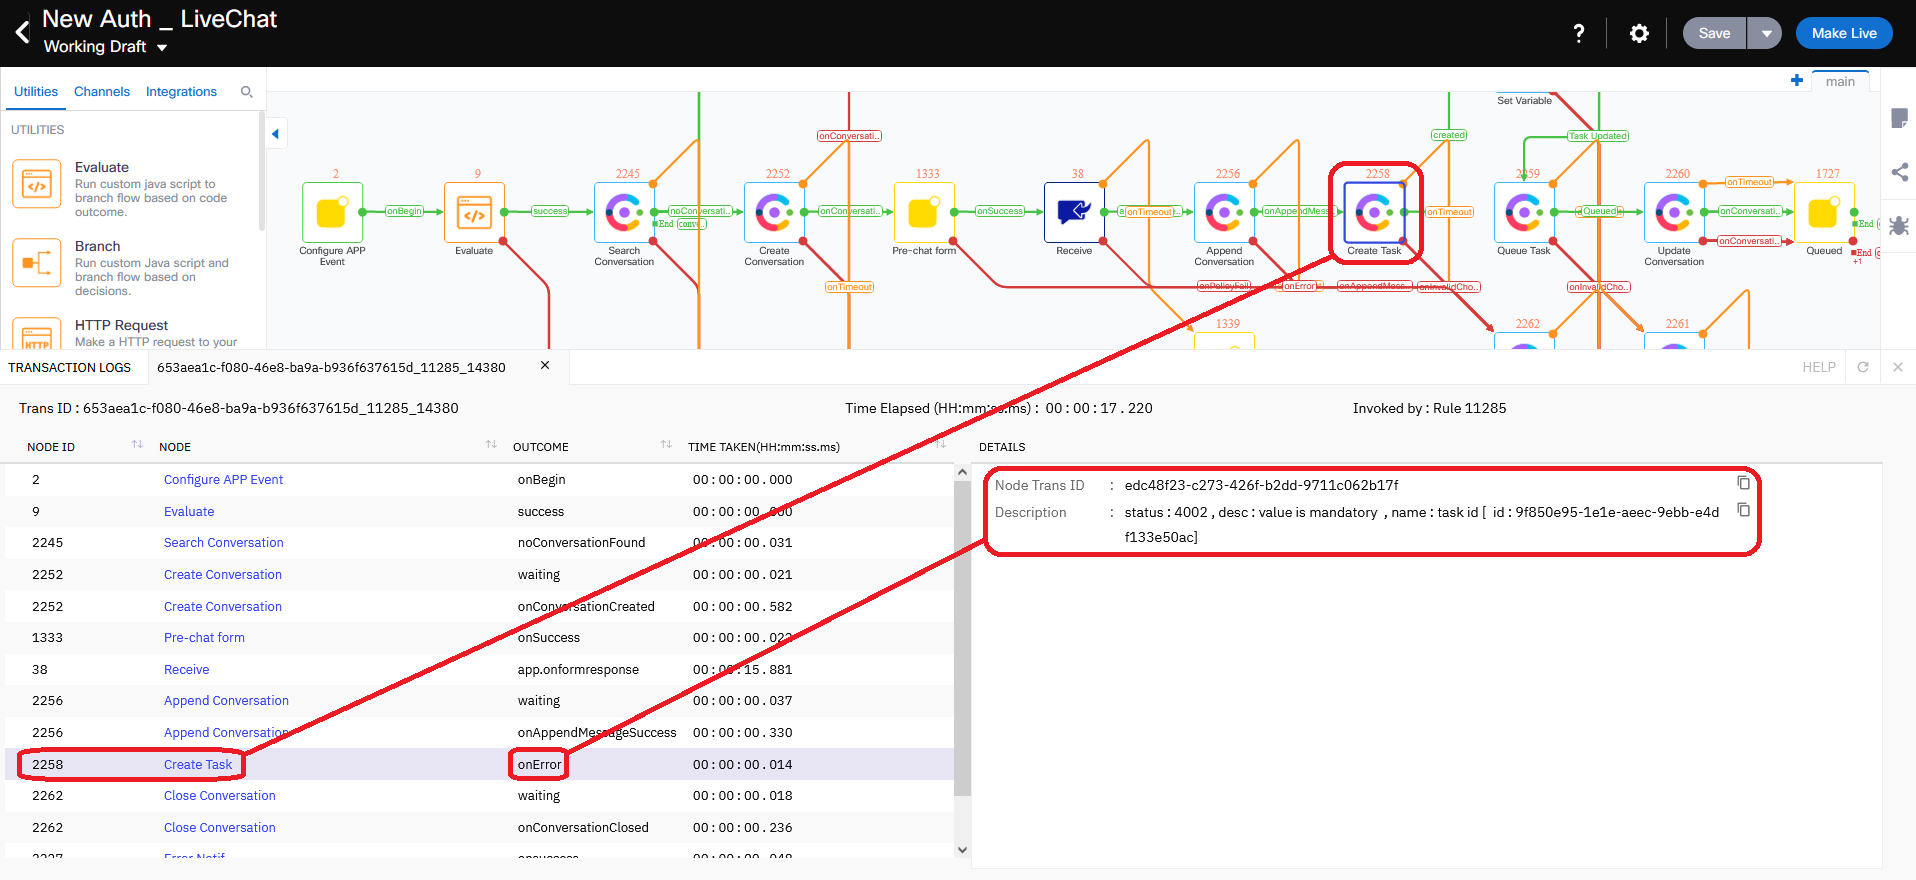 New Auth _ LiveChat
Working Draft
?
Save
Make Live
Utilities
Channels
Integrations
main
UTILITIES
Evaluate
Run custom java script to
branch flow based on code
outcome.
Branch
Run custom Java script and
branch flow based on
decisions.
HTTP Request
Make a HTTP request to your
HTTP
Set Variable
onConversati..
created
Task Updated
2
9
2245
2252
1333
38
2256
2258
2259
2260
1727
onBegin
success
noConversati..
onConversati..
onSuccess
onTimeout
onAppendMess..
onTimeout
Queued
onTimeout
onConversati..
onConversati..
End (conv..)
End
End
+1
Configure APP
Event
Evaluate
Search
Conversation
Create
Conversation
Pre-chat form
Receive
Append
Conversation
Create Task
Queue Task
Update
Conversation
Queued
onTimeout
onPolicyFail
onError
onAppendMess..
onInvalidCho..
onInvalidCho..
1339
2262
2261
TRANSACTION LOGS
653aea1c-f080-46e8-ba9a-b936f637615d_11285_14380
HELP
Trans ID : 653aea1c-f080-46e8-ba9a-b936f637615d_11285_14380
Time Elapsed (HH:mm:ss.ms) : 00:00:17.220
Invoked by : Rule 11285
NODE ID
NODE
OUTCOME
TIME TAKEN(HH:mm:ss.ms)
DETAILS
2 Configure APP Event onBegin 00:00:00.000
9 Evaluate success 00:00:00.000
2245 Search Conversation noConversationFound 00:00:00.031
2252 Create Conversation waiting 00:00:00.021
2252 Create Conversation onConversationCreated 00:00:00.582
1333 Pre-chat form onSuccess 00:00:00.022
38 Receive app.onformresponse 00:00:15.881
2256 Append Conversation waiting 00:00:00.037
2256 Append Conversation onAppendMessageSuccess 00:00:00.330
2258 Create Task onError 00:00:00.014
2262 Close Conversation waiting 00:00:00.018
2262 Close Conversation onConversationClosed 00:00:00.236
Error Notif onsuccess 00:00:00.048
Node Trans ID : edc48f23-c273-426f-b2dd-9711c062b17f
Description : status : 4002 , desc : value is mandatory , name : task id [ id : 9f850e95-1e1e-aeec-9ebb-e4d
f133e50ac]